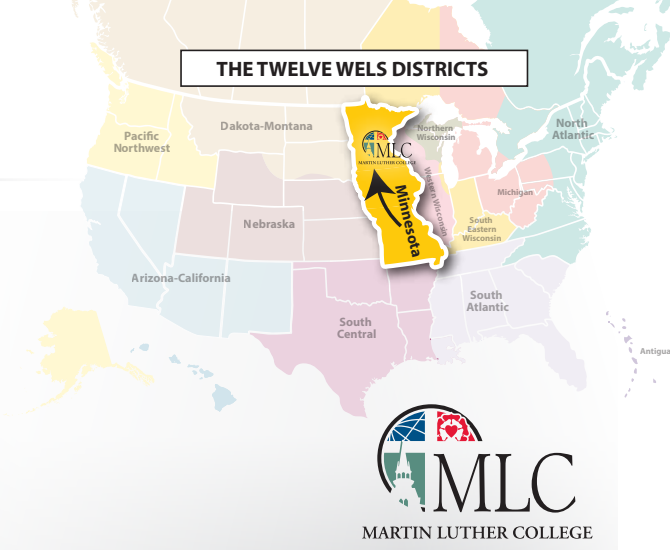 THE TWELVE WELS DISTRICTS
Pacific
Northwest
Dakota-Montana
MLC
MARTIN LUTHER COLLEGE
Northern
Wisconsin
North
Atlantic
Western Wisconsin
Michigan
Minnesota
Nebraska
South
Eastern
Wisconsin
Arizona-California
South
Atlantic
South
Central
Antigua
MLC
MARTIN LUTHER COLLEGE